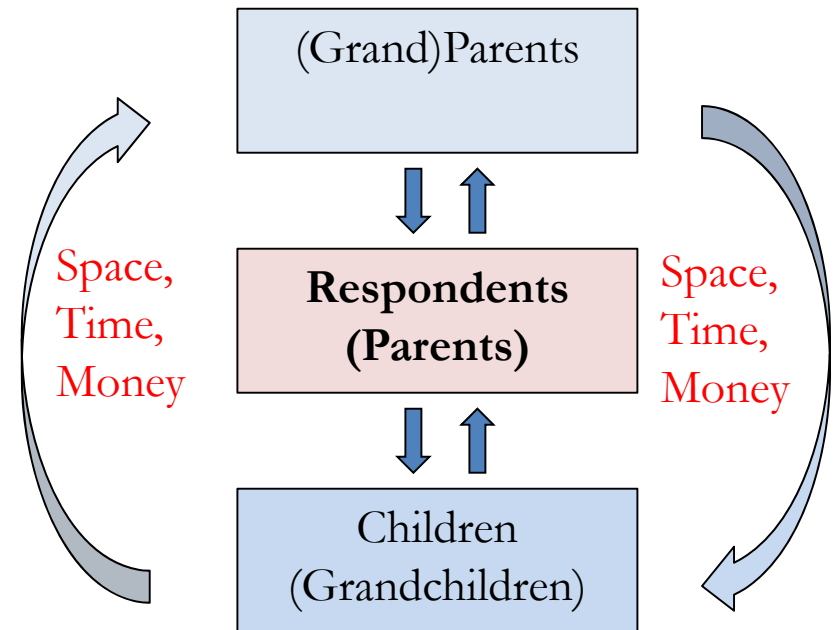 (Grand)Parents
Space,
Time,
Money
Respondents
(Parents)
Space,
Time,
Money
Children
(Grandchildren)